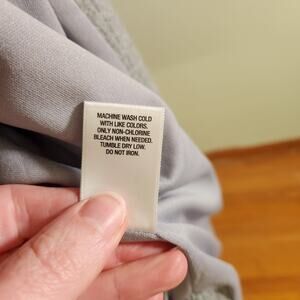 MACHINE WASH COLD
WITH LIKE COLORS.
ONLY NON-CHLORINE
BLEACH WHEN NEEDED.
TUMBLE DRY LOW.
DO NOT IRON.